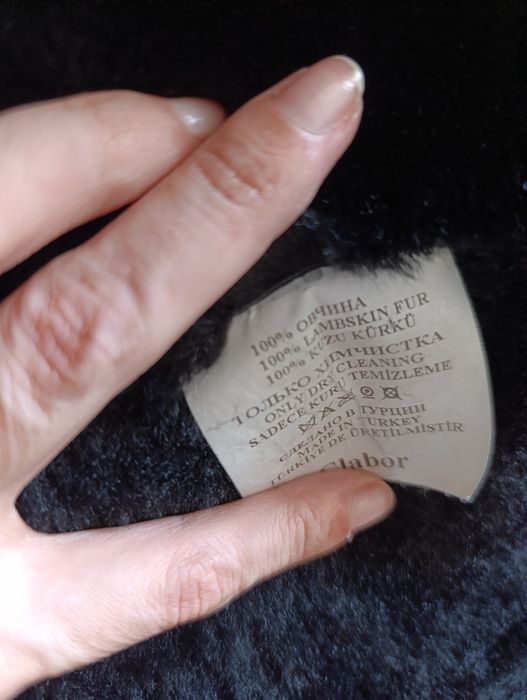 100% ОВЧИНА
100% LAMBSKIN FUR
100% KUZU KÜRKÜ
ТОЛЬКО ХИМЧИСТКА
ONLY DRY CLEANING
SADECE KURU TEMİZLEME
СДЕЛАНО В ТУРЦИИ
MADE IN TURKEY
TÜRKİYE DE ÜRETİLMİŞTİR